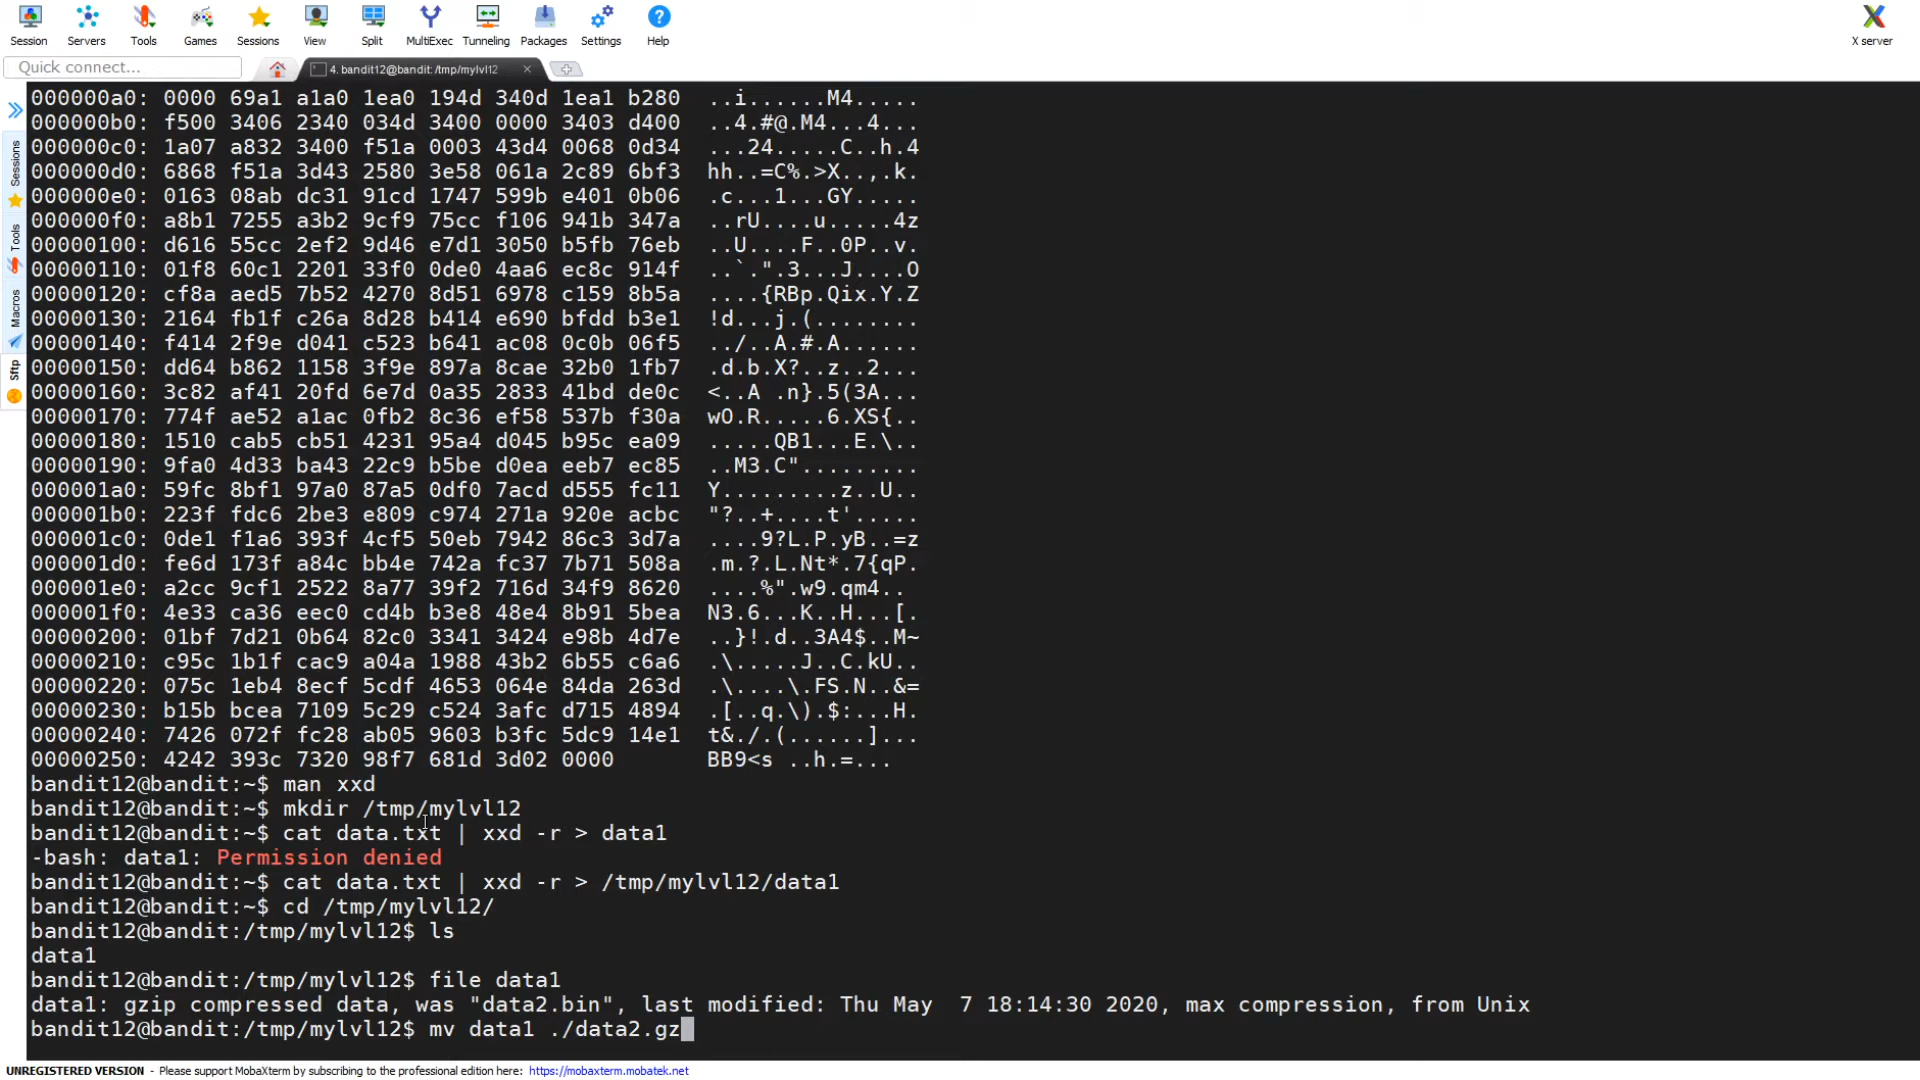 Session Servers Tools Games Sessions View Split MultiExec Tunneling Packages Settings Help X server
Quick connect... 4. bandit12@bandit: /tmp/mylvl12
Sessions
Tools
Macros
Sftp
000000a0: 0000 69a1 a1a0 1ea0 194d 340d 1ea1 b280  ..i......M4.....
000000b0: f500 3406 2340 034d 3400 0000 3403 d400  ..4.#@.M4...4...
000000c0: 1a07 a832 3400 f51a 0003 43d4 0068 0d34  ...24.....C..h.4
000000d0: 6868 f51a 3d43 2580 3e58 061a 2c89 6bf3  hh..=C%.>X..,.k.
000000e0: 0163 08ab dc31 91cd 1747 599b e401 0b06  .c...1...GY.....
000000f0: a8b1 7255 a3b2 9cf9 75cc f106 941b 347a  ..rU....u.....4z
00000100: d616 55cc 2ef2 9d46 e7d1 3050 b5fb 76eb  ..U....F..0P..v.
00000110: 01f8 60c1 2201 33f0 0de0 4aa6 ec8c 914f  ..`.".3...J....O
00000120: cf8a aed5 7b52 4270 8d51 6978 c159 8b5a  ....{RBp.Qix.Y.Z
00000130: 2164 fb1f c26a 8d28 b414 e690 bfdd b3e1  !d...j.(........
00000140: f414 2f9e d041 c523 b641 ac08 0c0b 06f5  ../..A.#.A......
00000150: dd64 b862 1158 3f9e 897a 8cae 32b0 1fb7  .d.b.X?..z..2...
00000160: 3c82 af41 20fd 6e7d 0a35 2833 41bd de0c  <..A .n}.5(3A...
00000170: 774f ae52 a1ac 0fb2 8c36 ef58 537b f30a  wO.R.....6.XS{..
00000180: 1510 cab5 cb51 4231 95a4 d045 b95c ea09  .....QB1...E.\..
00000190: 9fa0 4d33 ba43 22c9 b5be d0ea eeb7 ec85  ..M3.C".........
000001a0: 59fc 8bf1 97a0 87a5 0df0 7acd d555 fc11  Y.........z..U..
000001b0: 223f fdc6 2be3 e809 c974 271a 920e acbc  "?..+....t'.....
000001c0: 0de1 f1a6 393f 4cf5 50eb 7942 86c3 3d7a  ....9?L.P.yB..=z
000001d0: fe6d 173f a84c bb4e 742a fc37 7b71 508a  .m.?.L.Nt*.7{qP.
000001e0: a2cc 9cf1 2522 8a77 39f2 716d 34f9 8620  ....%".w9.qm4..
000001f0: 4e33 ca36 eec0 cd4b b3e8 48e4 8b91 5bea  N3.6...K..H...[.
00000200: 01bf 7d21 0b64 82c0 3341 3424 e98b 4d7e  ..}!.d..3A4$..M~
00000210: c95c 1b1f cac9 a04a 1988 43b2 6b55 c6a6  .\.....J..C.kU..
00000220: 075c 1eb4 8ecf 5cdf 4653 064e 84da 263d  .\....\.FS.N..&=
00000230: b15b bcea 7109 5c29 c524 3afc d715 4894  .[..q.\).$:...H.
00000240: 7426 072f fc28 ab05 9603 b3fc 5dc9 14e1  t&./.(......]...
00000250: 4242 393c 7320 98f7 681d 3d02 0000       BB9<s ..h.=...
bandit12@bandit:~$ man xxd
bandit12@bandit:~$ mkdir /tmp/mylvl12
bandit12@bandit:~$ cat data.txt | xxd -r > data1
-bash: data1: Permission denied
bandit12@bandit:~$ cat data.txt | xxd -r > /tmp/mylvl12/data1
bandit12@bandit:~$ cd /tmp/mylvl12/
bandit12@bandit:/tmp/mylvl12$ ls
data1
bandit12@bandit:/tmp/mylvl12$ file data1
data1: gzip compressed data, was "data2.bin", last modified: Thu May  7 18:14:30 2020, max compression, from Unix
bandit12@bandit:/tmp/mylvl12$ mv data1 ./data2.gz
UNREGISTERED VERSION - Please support MobaXterm by subscribing to the professional edition here: https://mobaxterm.mobatek.net